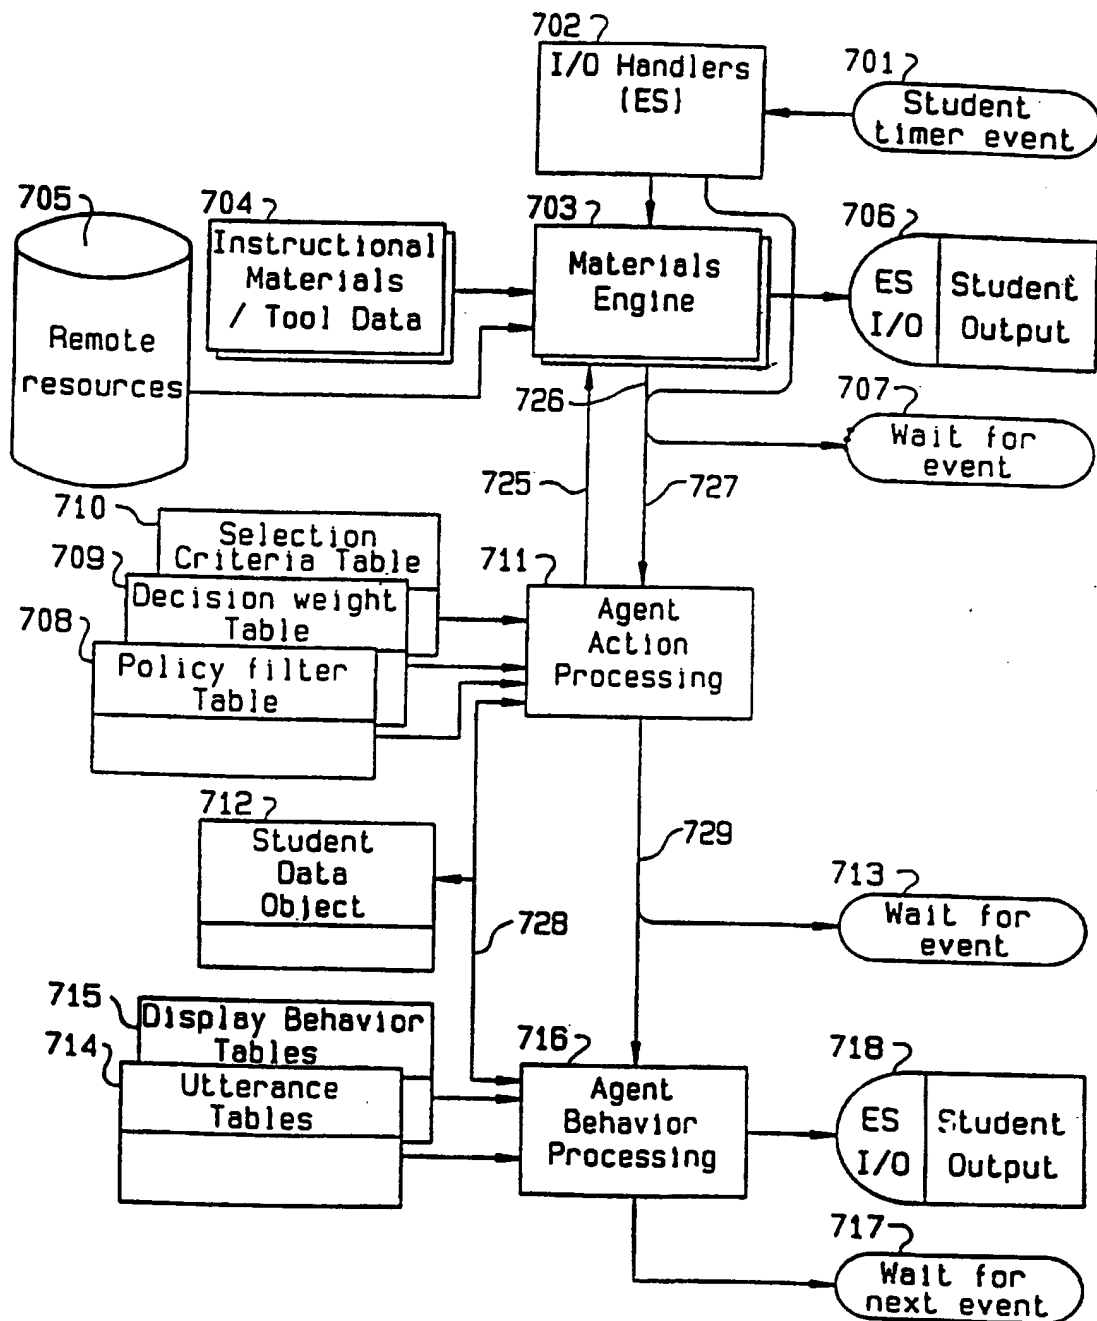 702
I/O Handlers
(ES)
701
Student
timer event
705
Remote
resources
704
Instructional
Materials
/ Tool Data
703
Materials
Engine
706
ES
I/O
Student
Output
726
707
Wait for
event
725
727
710
Selection
Criteria Table
709
Decision weight
Table
708
Policy filter
Table
711
Agent
Action
Processing
712
Student
Data
Object
729
728
713
Wait for
event
715
Display Behavior
Tables
714
Utterance
Tables
716
Agent
Behavior
Processing
718
ES
I/O
Student
Output
717
Wait for
next event